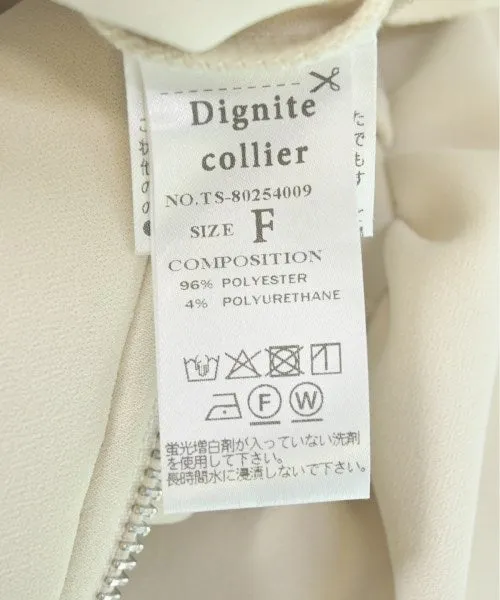 Dignite
collier
NO.TS-80254009
SIZE F
COMPOSITION
96% POLYESTER
4% POLYURETHANE
F W
蛍光増白剤が入っていない洗剤
を使用して下さい。
長時間水に浸漬しないで下さい。